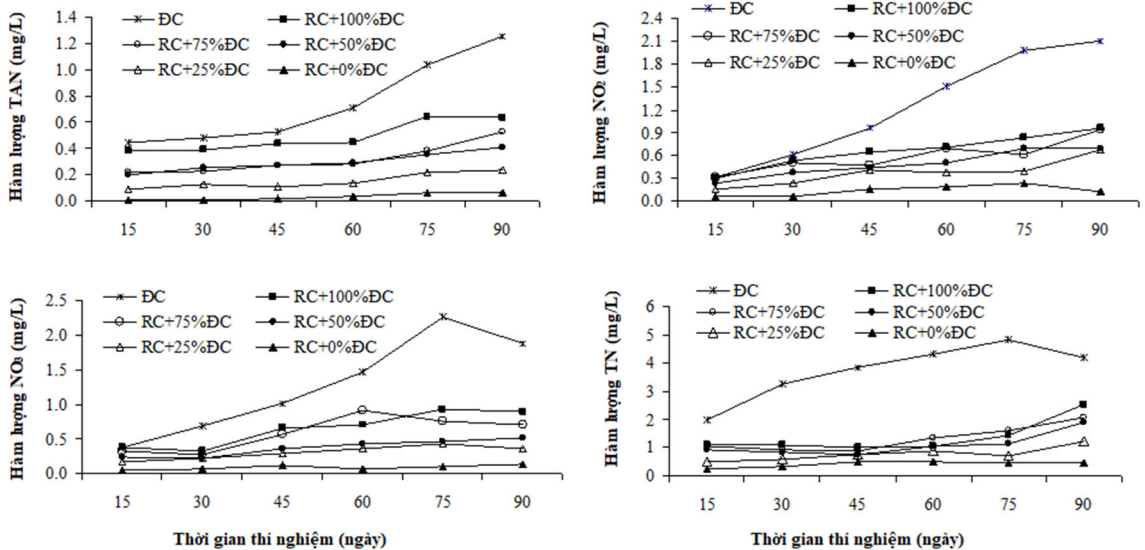 Hàm lượng TAN (mg/L)
1.4
1.2
1.0
0.8
0.6
0.4
0.2
0.0
ĐC RC+100%ĐC
RC+75%ĐC RC+50%ĐC
RC+25%ĐC RC+0%ĐC
15 30 45 60 75 90
Hàm lượng NO₂ (mg/L)
2.4
2.1
1.8
1.5
1.2
0.9
0.6
0.3
0.0
ĐC RC+100%ĐC
RC+75%ĐC RC+50%ĐC
RC+25%ĐC RC+0%ĐC
15 30 45 60 75 90
Hàm lượng NO₃ (mg/L)
2.5
2.0
1.5
1.0
0.5
0.0
ĐC RC+100%ĐC
RC+75%ĐC RC+50%ĐC
RC+25%ĐC RC+0%ĐC
15 30 45 60 75 90
Thời gian thí nghiệm (ngày)
Hàm lượng TN (mg/L)
6
5
4
3
2
1
0
ĐC RC+100%ĐC
RC+75%ĐC RC+50%ĐC
RC+25%ĐC RC+0%ĐC
15 30 45 60 75 90
Thời gian thí nghiệm (ngày)